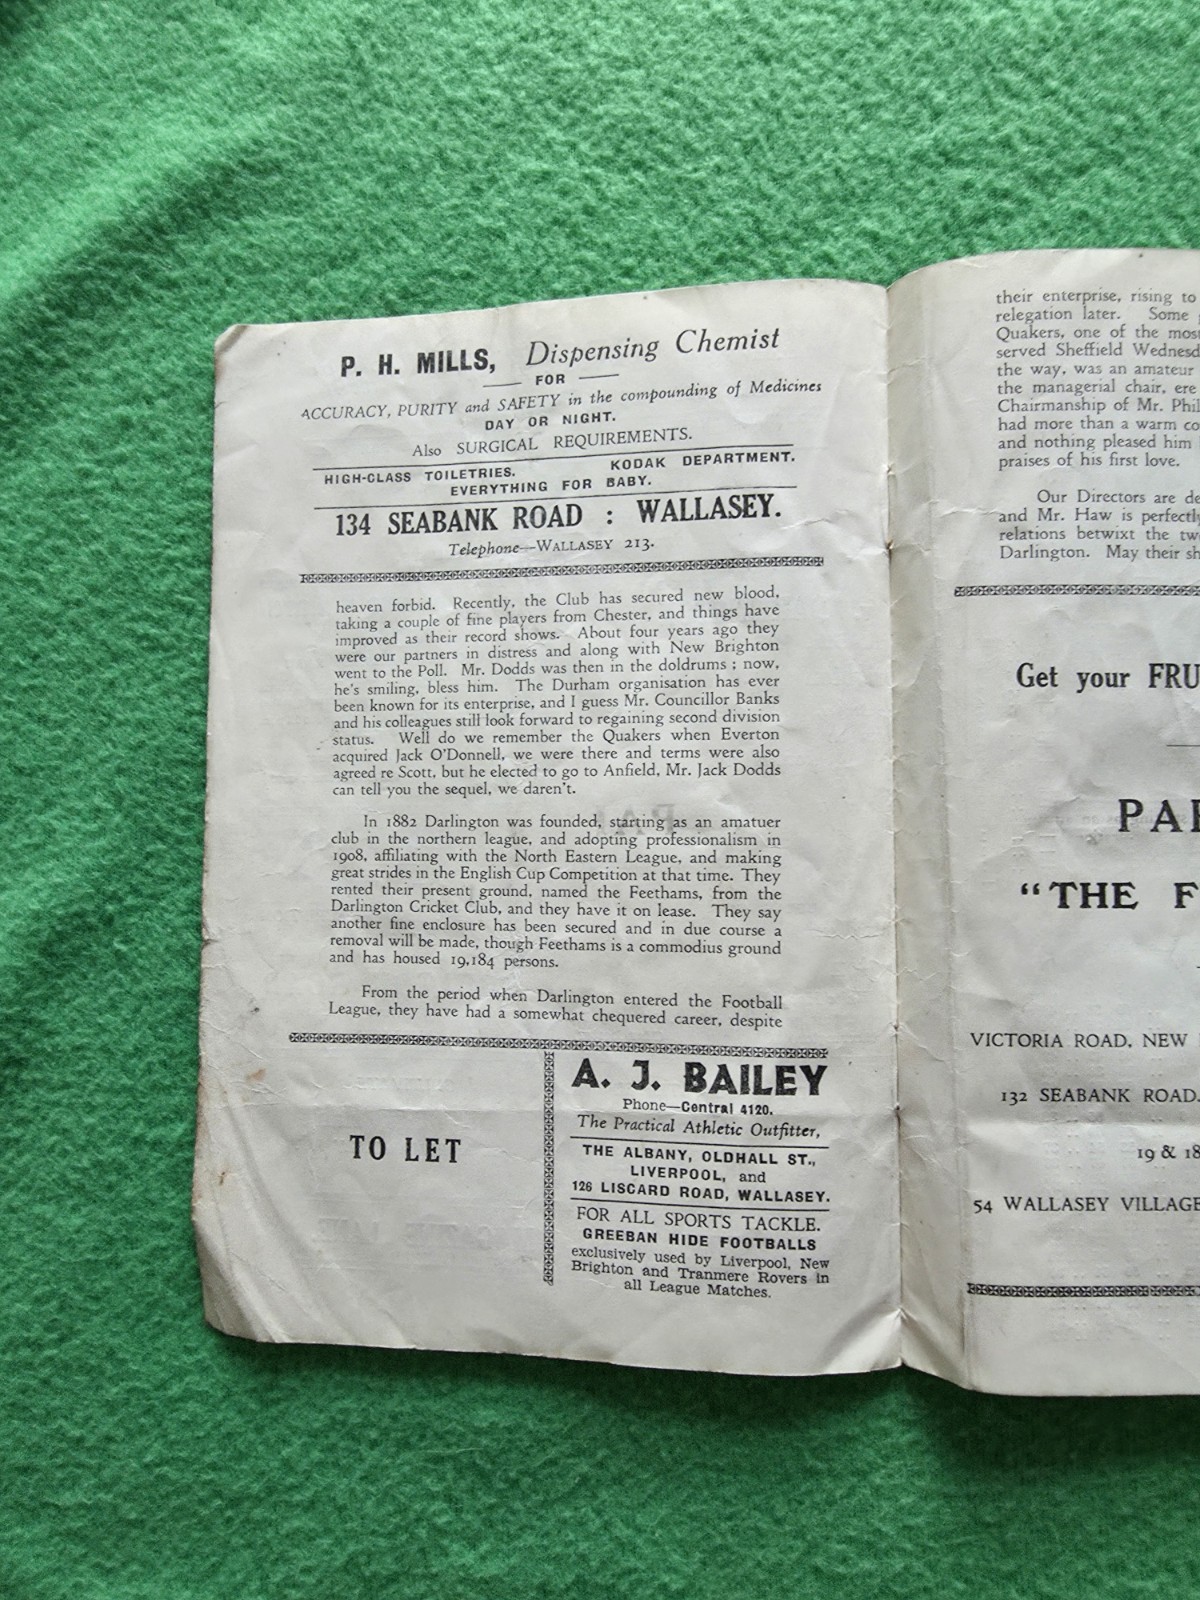 P. H. MILLS, Dispensing Chemist
FOR
ACCURACY, PURITY and SAFETY in the compounding of Medicines
DAY OR NIGHT.
Also SURGICAL REQUIREMENTS.
HIGH-CLASS TOILETRIES. KODAK DEPARTMENT.
EVERYTHING FOR BABY.
134 SEABANK ROAD : WALLASEY.
Telephone—WALLASEY 213.
heaven forbid. Recently, the Club has secured new blood,
taking a couple of fine players from Chester, and things have
improved as their record shows. About four years ago they
were our partners in distress and along with New Brighton
went to the Poll. Mr. Dodds was then in the doldrums ; now,
he's smiling, bless him. The Durham organisation has ever
been known for its enterprise, and I guess Mr. Councillor Banks
and his colleagues still look forward to regaining second division
status. Well do we remember the Quakers when Everton
acquired Jack O'Donnell, we were there and terms were also
agreed re Scott, but he elected to go to Anfield, Mr. Jack Dodds
can tell you the sequel, we daren't.
In 1882 Darlington was founded, starting as an amatuer
club in the northern league, and adopting professionalism in
1908, affiliating with the North Eastern League, and making
great strides in the English Cup Competition at that time. They
rented their present ground, named the Feethams, from the
Darlington Cricket Club, and they have it on lease. They say
another fine enclosure has been secured and in due course a
removal will be made, though Feethams is a commodius ground
and has housed 19,184 persons.
From the period when Darlington entered the Football
League, they have had a somewhat chequered career, despite
TO LET
A. J. BAILEY
Phone—Central 4120.
The Practical Athletic Outfitter,
THE ALBANY, OLDHALL ST.,
LIVERPOOL, and
126 LISCARD ROAD, WALLASEY.
FOR ALL SPORTS TACKLE.
GREEBAN HIDE FOOTBALLS
exclusively used by Liverpool, New
Brighton and Tranmere Rovers in
all League Matches.
their enterprise, rising to
relegation later. Some
Quakers, one of the
served Sheffield
the way, was an amateur
the managerial chair, ere
Chairmanship of Mr.
had more than a warm
and nothing pleased him
praises of his first love.
Our Directors are
and Mr. Haw is perfectly
relations betwixt the
Darlington. May their
Get your
"THE
VICTORIA ROAD, NEW
132 SEABANK ROAD,
19 &
54 WALLASEY VILLAGE